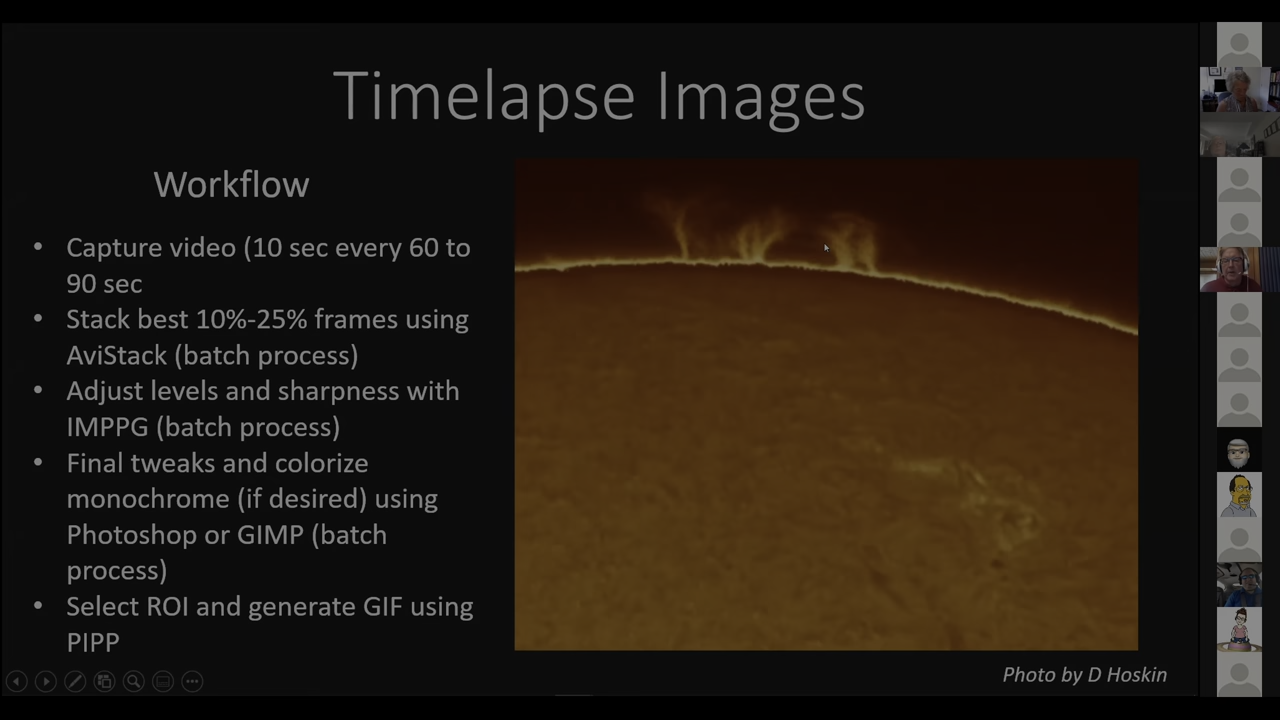 Timelapse Images
Workflow
• Capture video (10 sec every 60 to
90 sec
• Stack best 10%-25% frames using
AviStack (batch process)
• Adjust levels and sharpness with
IMPPG (batch process)
• Final tweaks and colorize
monochrome (if desired) using
Photoshop or GIMP (batch
process)
• Select ROI and generate GIF using
PIPP
Photo by D Hoskin